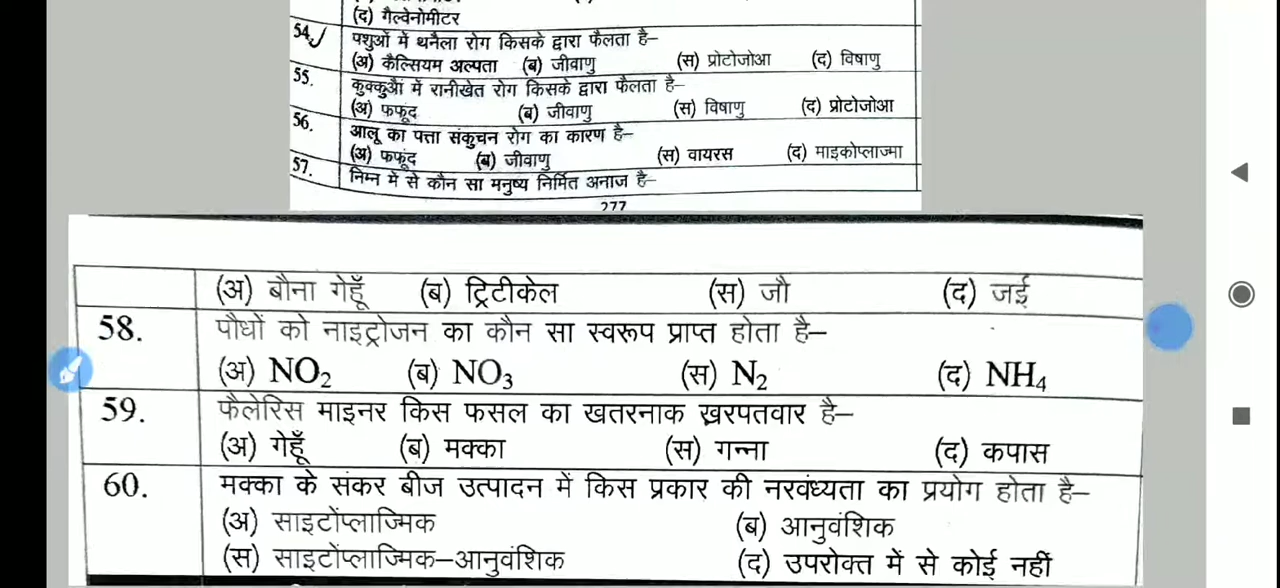 (द) गैल्वेनोमीटर
54. पशुओं में थनैला रोग किसके द्वारा फैलता है–
(अ) कैल्सियम अल्पता (ब) जीवाणु (स) प्रोटोजोआ (द) विषाणु
55. कुक्कुओं में रानीखेत रोग किसके द्वारा फैलता है–
(अ) फफूंद (ब) जीवाणु (स) विषाणु (द) प्रोटोजोआ
56. आलू का पत्ता संकुचन रोग का कारण है–
(अ) फफूंद (ब) जीवाणु (स) वायरस (द) माइकोप्लाज्मा
57. निम्न में से कौन सा मनुष्य निर्मित अनाज है–
277
(अ) बौना गेहूँ (ब) ट्रिटीकेल (स) जौ (द) जई
58. पौधों को नाइट्रोजन का कौन सा स्वरूप प्राप्त होता है–
(अ) NO₂ (ब) NO₃ (स) N₂ (द) NH₄
59. फैलेरिस माइनर किस फसल का खतरनाक ख़रपतवार है–
(अ) गेहूँ (ब) मक्का (स) गन्ना (द) कपास
60. मक्का के संकर बीज उत्पादन में किस प्रकार की नरवंध्यता का प्रयोग होता है–
(अ) साइटोंप्लाज्मिक (ब) आनुवंशिक
(स) साइटोंप्लाज्मिक–आनुवंशिक (द) उपरोक्त में से कोई नहीं